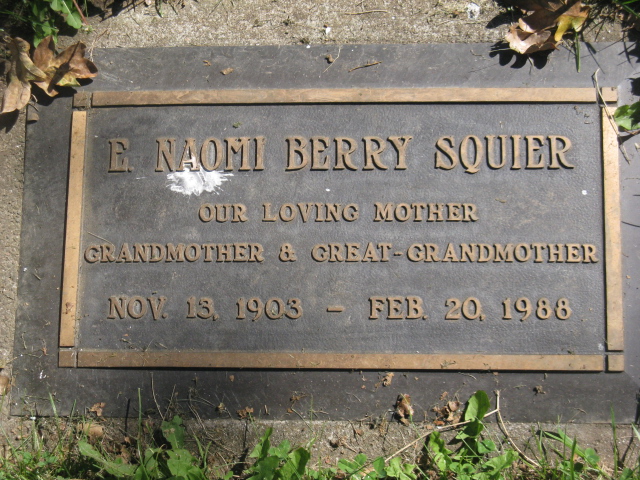 E. NAOMI BERRY SQUIER
OUR LOVING MOTHER
GRANDMOTHER & GREAT-GRANDMOTHER
NOV. 13, 1903 - FEB. 20, 1988